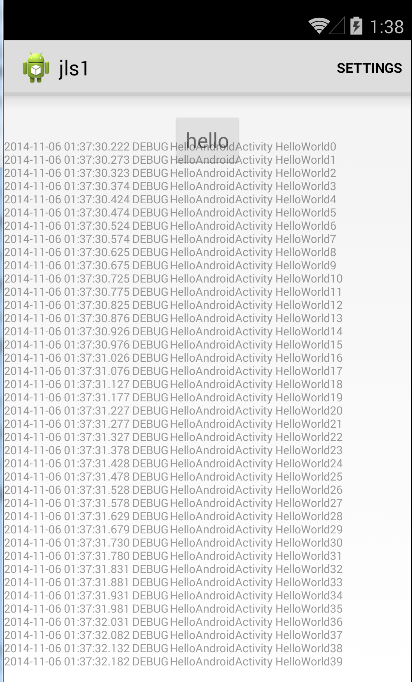 1:38
jls1 SETTINGS
hello
2014-11-06 01:37:30.222 DEBUG HelloAndroidActivity HelloWorld0
2014-11-06 01:37:30.273 DEBUG HelloAndroidActivity HelloWorld1
2014-11-06 01:37:30.323 DEBUG HelloAndroidActivity HelloWorld2
2014-11-06 01:37:30.374 DEBUG HelloAndroidActivity HelloWorld3
2014-11-06 01:37:30.424 DEBUG HelloAndroidActivity HelloWorld4
2014-11-06 01:37:30.474 DEBUG HelloAndroidActivity HelloWorld5
2014-11-06 01:37:30.524 DEBUG HelloAndroidActivity HelloWorld6
2014-11-06 01:37:30.574 DEBUG HelloAndroidActivity HelloWorld7
2014-11-06 01:37:30.625 DEBUG HelloAndroidActivity HelloWorld8
2014-11-06 01:37:30.675 DEBUG HelloAndroidActivity HelloWorld9
2014-11-06 01:37:30.725 DEBUG HelloAndroidActivity HelloWorld10
2014-11-06 01:37:30.775 DEBUG HelloAndroidActivity HelloWorld11
2014-11-06 01:37:30.825 DEBUG HelloAndroidActivity HelloWorld12
2014-11-06 01:37:30.876 DEBUG HelloAndroidActivity HelloWorld13
2014-11-06 01:37:30.926 DEBUG HelloAndroidActivity HelloWorld14
2014-11-06 01:37:30.976 DEBUG HelloAndroidActivity HelloWorld15
2014-11-06 01:37:31.026 DEBUG HelloAndroidActivity HelloWorld16
2014-11-06 01:37:31.076 DEBUG HelloAndroidActivity HelloWorld17
2014-11-06 01:37:31.127 DEBUG HelloAndroidActivity HelloWorld18
2014-11-06 01:37:31.177 DEBUG HelloAndroidActivity HelloWorld19
2014-11-06 01:37:31.227 DEBUG HelloAndroidActivity HelloWorld20
2014-11-06 01:37:31.277 DEBUG HelloAndroidActivity HelloWorld21
2014-11-06 01:37:31.327 DEBUG HelloAndroidActivity HelloWorld22
2014-11-06 01:37:31.378 DEBUG HelloAndroidActivity HelloWorld23
2014-11-06 01:37:31.428 DEBUG HelloAndroidActivity HelloWorld24
2014-11-06 01:37:31.478 DEBUG HelloAndroidActivity HelloWorld25
2014-11-06 01:37:31.528 DEBUG HelloAndroidActivity HelloWorld26
2014-11-06 01:37:31.578 DEBUG HelloAndroidActivity HelloWorld27
2014-11-06 01:37:31.629 DEBUG HelloAndroidActivity HelloWorld28
2014-11-06 01:37:31.679 DEBUG HelloAndroidActivity HelloWorld29
2014-11-06 01:37:31.730 DEBUG HelloAndroidActivity HelloWorld30
2014-11-06 01:37:31.780 DEBUG HelloAndroidActivity HelloWorld31
2014-11-06 01:37:31.831 DEBUG HelloAndroidActivity HelloWorld32
2014-11-06 01:37:31.881 DEBUG HelloAndroidActivity HelloWorld33
2014-11-06 01:37:31.931 DEBUG HelloAndroidActivity HelloWorld34
2014-11-06 01:37:31.981 DEBUG HelloAndroidActivity HelloWorld35
2014-11-06 01:37:32.031 DEBUG HelloAndroidActivity HelloWorld36
2014-11-06 01:37:32.082 DEBUG HelloAndroidActivity HelloWorld37
2014-11-06 01:37:32.132 DEBUG HelloAndroidActivity HelloWorld38
2014-11-06 01:37:32.182 DEBUG HelloAndroidActivity HelloWorld39